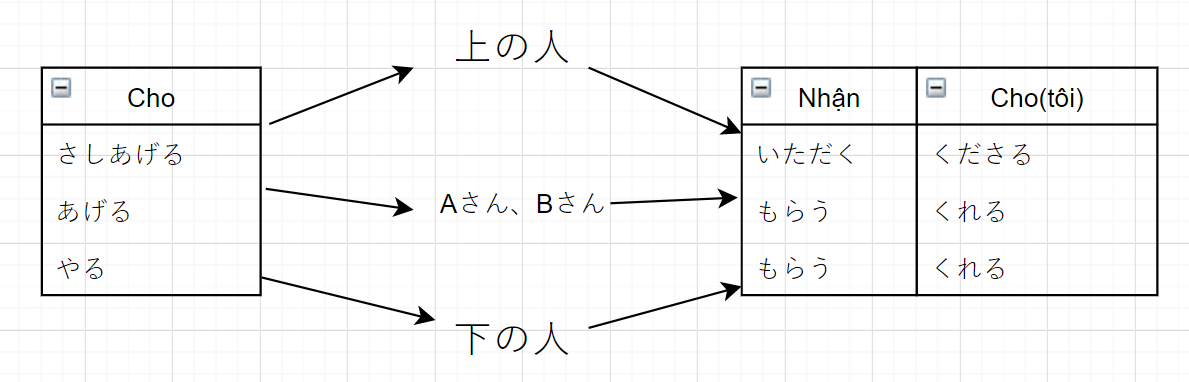 上の人
Cho
Nhận
Cho(tôi)
さしあげる
いただく
くださる
あげる
Aさん、Bさん
もらう
くれる
やる
もらう
くれる
下の人